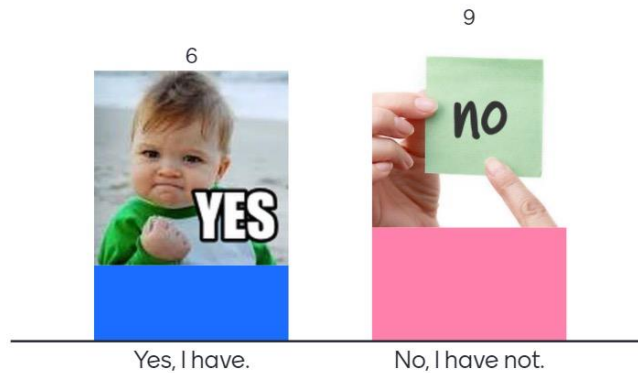 9
6
no
YES
Yes, I have.
No, I have not.